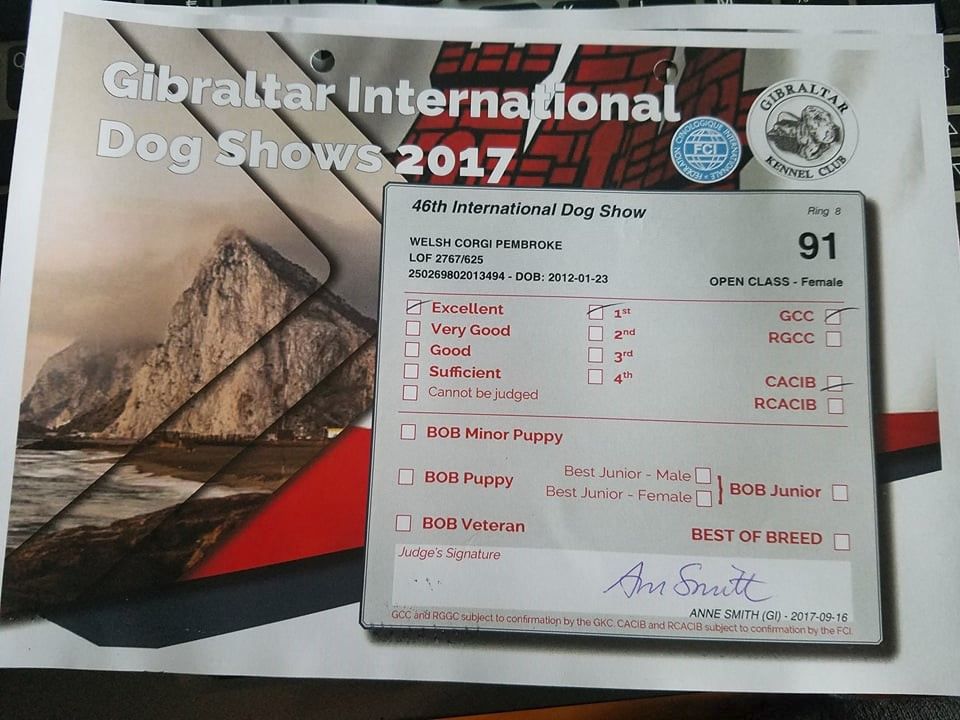 Gibraltar International
Dog Shows 2017
FEDERATION CYNOLOGIQUE INTERNATIONALE
FCI
GIBRALTAR
KENNEL CLUB
46th International Dog Show
Ring 8
WELSH CORGI PEMBROKE
91
LOF 2767/625
250269802013494 - DOB: 2012-01-23
OPEN CLASS - Female
Excellent
1st
GCC
Very Good
2nd
RGCC
Good
3rd
Sufficient
4th
CACIB
Cannot be judged
RCACIB
BOB Minor Puppy
BOB Puppy
Best Junior - Male
Best Junior - Female
BOB Junior
BOB Veteran
BEST OF BREED
Judge's Signature
Ann Smith
ANNE SMITH (GI) - 2017-09-16
GCC and RGGC subject to confirmation by the GKC. CACIB and RCACIB subject to confirmation by the FCI.